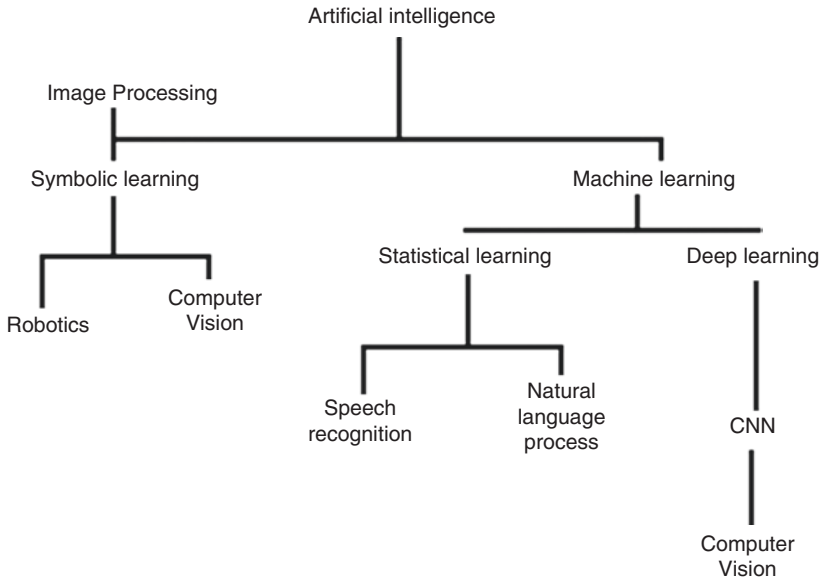 Artificial intelligence
Image Processing
Symbolic learning
Machine learning
Statistical learning
Deep learning
Robotics
Computer
Vision
Speech
recognition
Natural
language
process
CNN
Computer
Vision